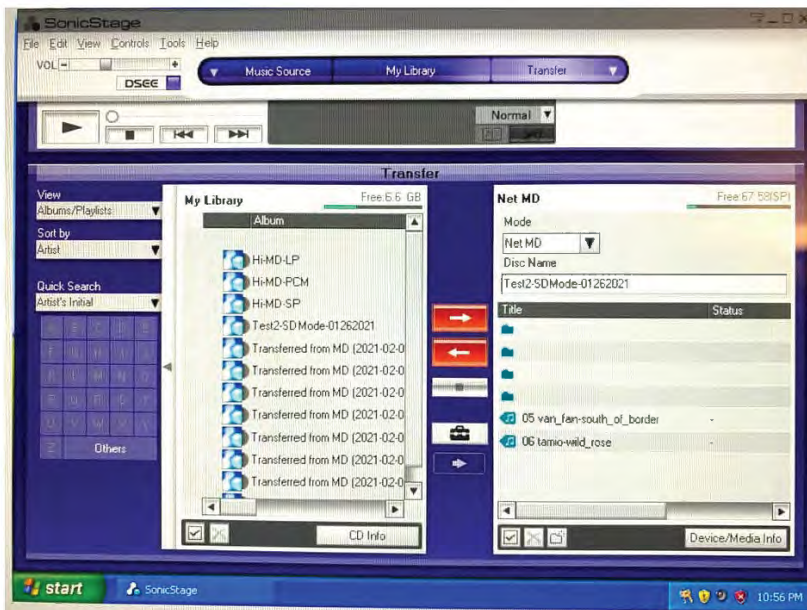 SonicStage
File Edit View Controls Tools Help
VOL - +
DSEE
Music Source My Library Transfer
Normal
Transfer
View
Albums/Playlists
Sort by
Artist
Quick Search
Artist's Initial
Others
My Library Free:6.6 GB
Album
Hi-MD-LP
Hi-MD-PCM
Hi-MD-SP
Test2-SDMode-01262021
Transferred from MD (2021-02-0
Transferred from MD (2021-02-0
Transferred from MD (2021-02-0
Transferred from MD (2021-02-0
Transferred from MD (2021-02-0
Transferred from MD (2021-02-0
Transferred from MD (2021-02-0
CD Info
Net MD Free:67:58(SP)
Mode
Net MD
Disc Name
Test2-SDMode-01262021
Title Status
05 van_fan-south_of_border -
06 tamio-wild_rose -
Device/Media Info
start SonicStage 10:56 PM